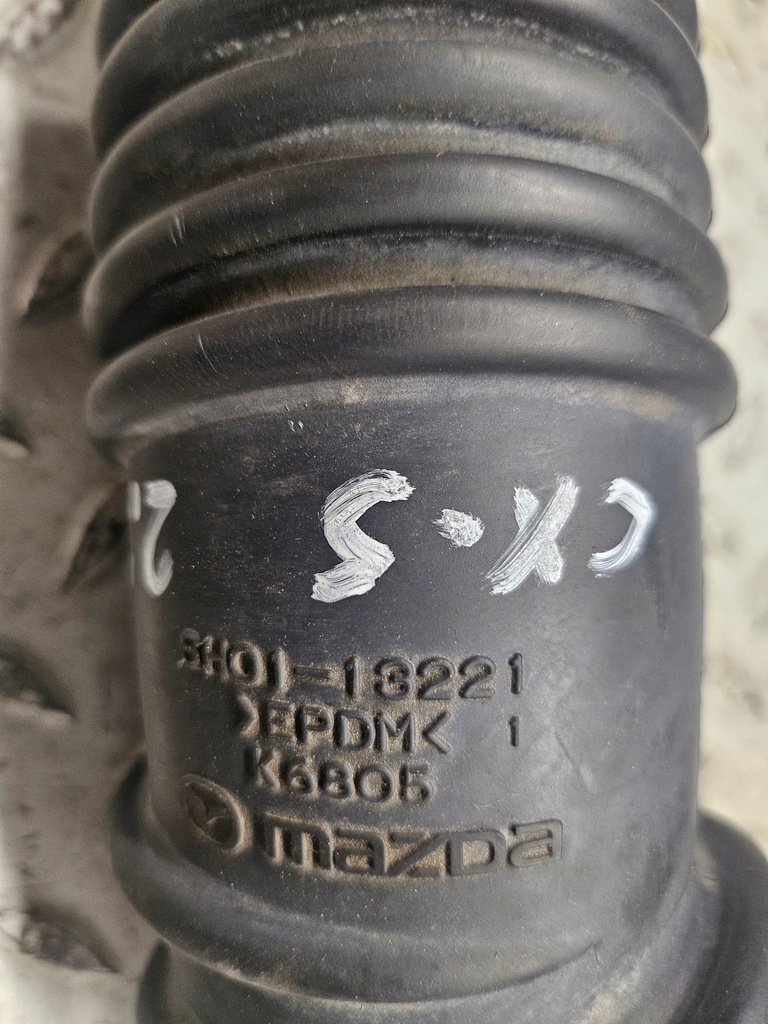 CX-5
SH01-13221
>EPDM< 1
K6805
mazda